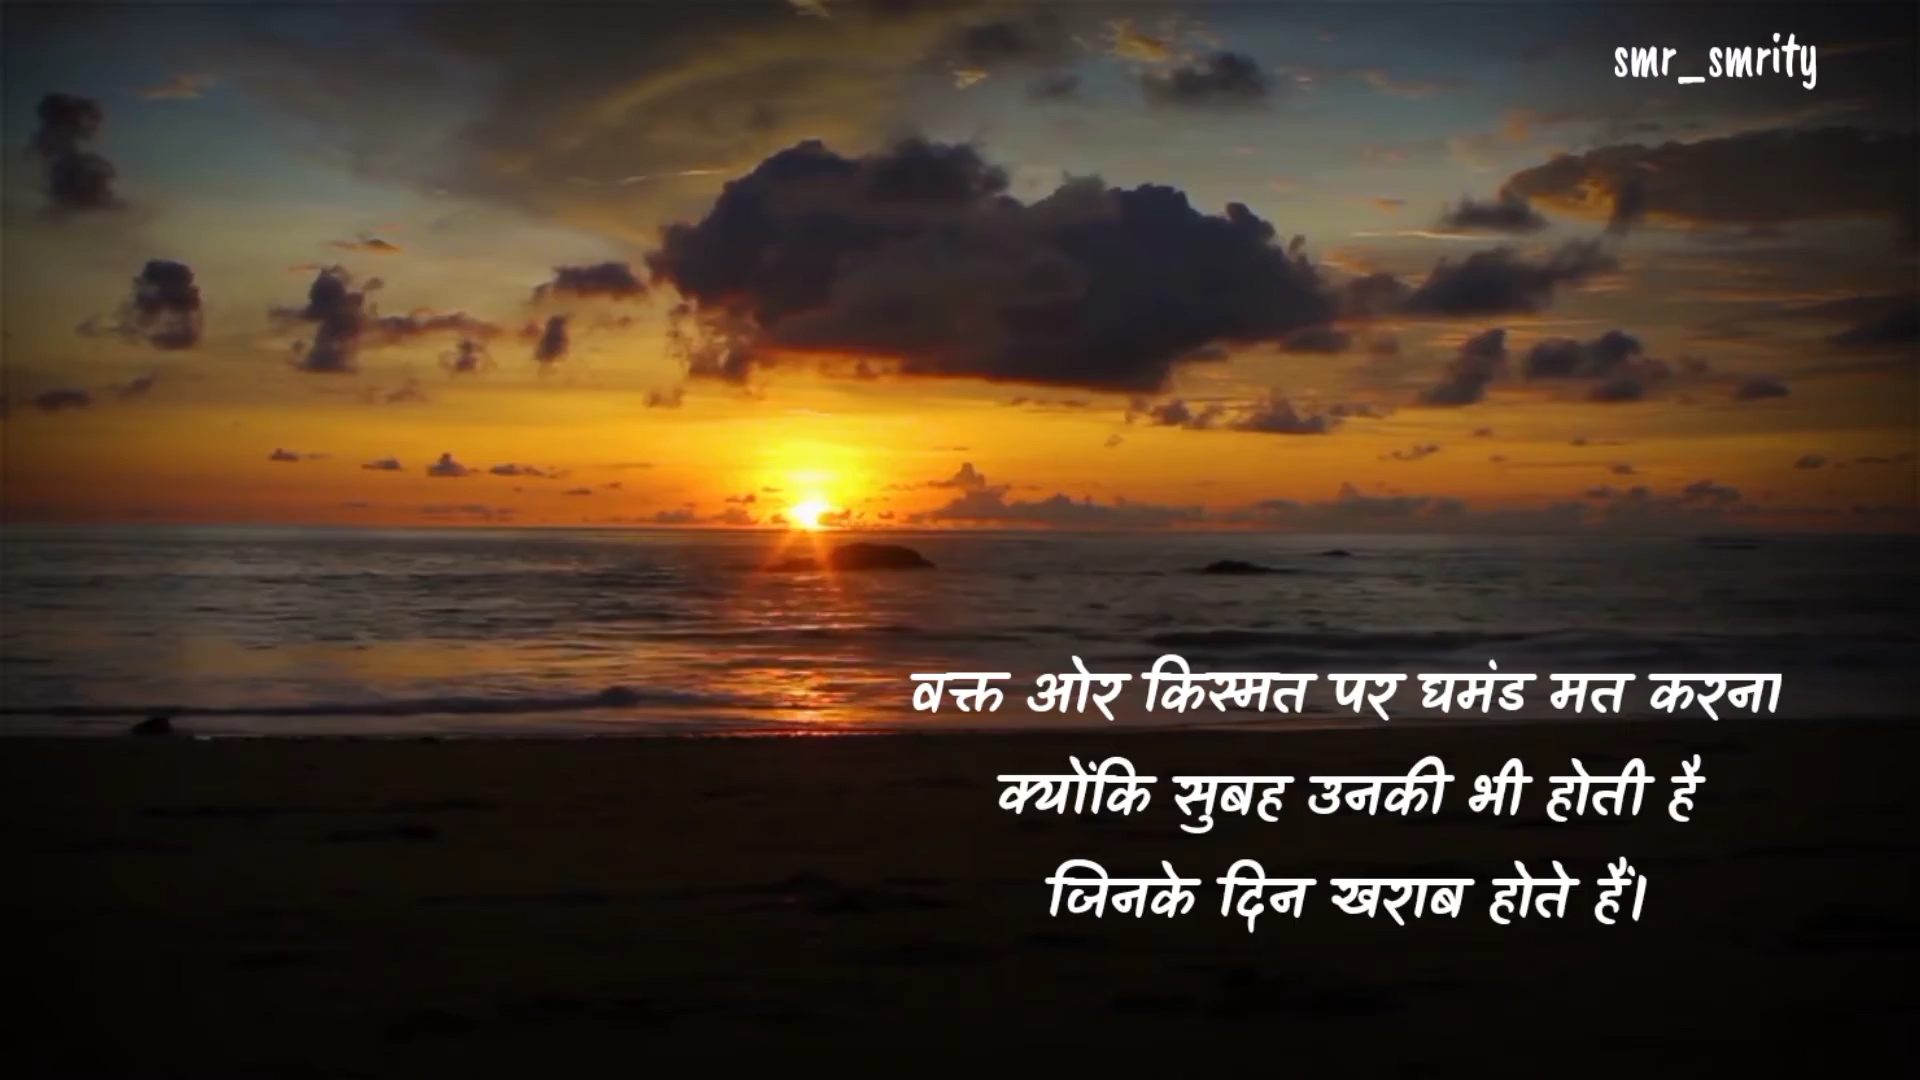 smr_smrity
वक्त ओर किस्मत पर घमंड मत करना
क्योंकि सुबह उनकी भी होती है
जिनके दिन खराब होते हैं।